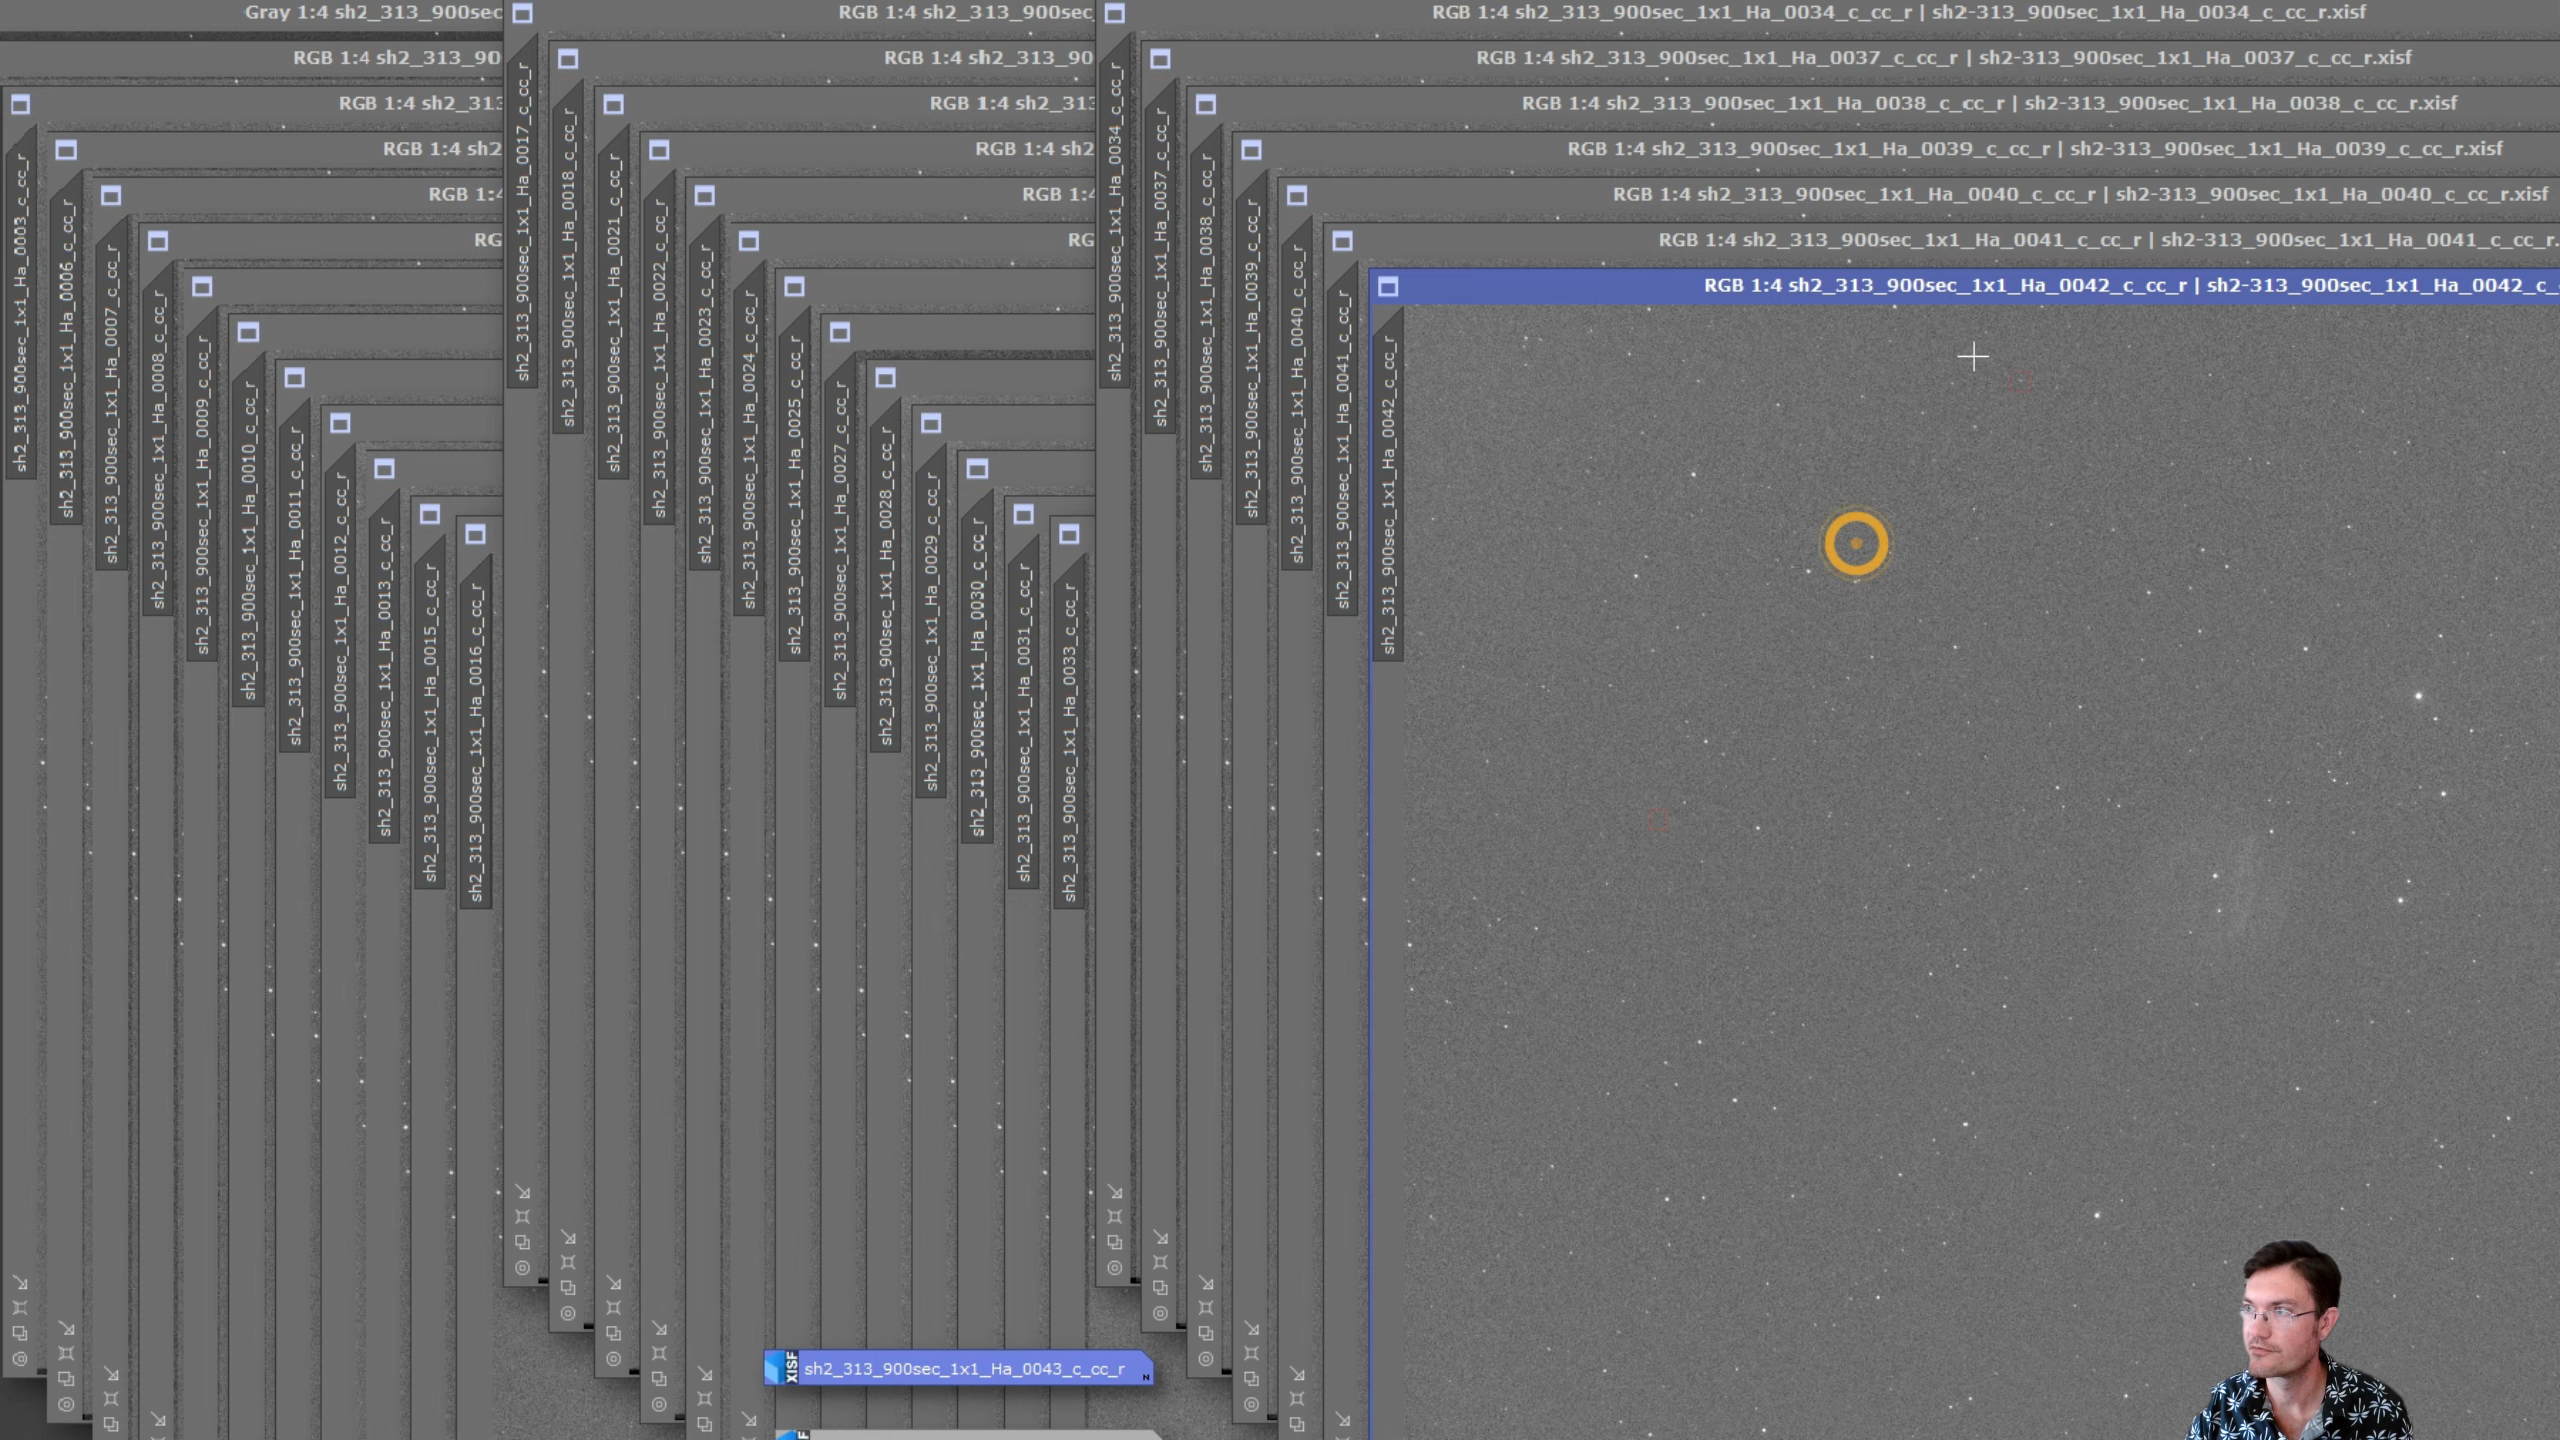 Gray 1:4 sh2_313_900sec
RGB 1:4 sh2_313_900sec_
RGB 1:4 sh2_313_900sec_1x1_Ha_0034_c_cc_r | sh2-313_900sec_1x1_Ha_0034_c_cc_r.xisf
RGB 1:4 sh2_313_90
RGB 1:4 sh2_313_90
RGB 1:4 sh2_313_900sec_1x1_Ha_0037_c_cc_r | sh2-313_900sec_1x1_Ha_0037_c_cc_r.xisf
RGB 1:4 sh2_313
RGB 1:4 sh2_313
RGB 1:4 sh2_313_900sec_1x1_Ha_0038_c_cc_r | sh2-313_900sec_1x1_Ha_0038_c_cc_r.xisf
RGB 1:4 sh2
RGB 1:4 sh2
RGB 1:4 sh2_313_900sec_1x1_Ha_0039_c_cc_r | sh2-313_900sec_1x1_Ha_0039_c_cc_r.xisf
RGB 1:4
RGB 1:4
RGB 1:4 sh2_313_900sec_1x1_Ha_0040_c_cc_r | sh2-313_900sec_1x1_Ha_0040_c_cc_r.xisf
RG
RG
RGB 1:4 sh2_313_900sec_1x1_Ha_0041_c_cc_r | sh2-313_900sec_1x1_Ha_0041_c_cc_r.
RGB 1:4 sh2_313_900sec_1x1_Ha_0042_c_cc_r | sh2-313_900sec_1x1_Ha_0042_c_c
sh2_313_900sec_1x1_Ha_0003_c_cc_r
sh2_313_900sec_1x1_Ha_0006_c_cc_r
sh2_313_900sec_1x1_Ha_0007_c_cc_r
sh2_313_900sec_1x1_Ha_0008_c_cc_r
sh2_313_900sec_1x1_Ha_0009_c_cc_r
sh2_313_900sec_1x1_Ha_0010_c_cc_r
sh2_313_900sec_1x1_Ha_0011_c_cc_r
sh2_313_900sec_1x1_Ha_0012_c_cc_r
sh2_313_900sec_1x1_Ha_0013_c_cc_r
sh2_313_900sec_1x1_Ha_0015_c_cc_r
sh2_313_900sec_1x1_Ha_0016_c_cc_r
sh2_313_900sec_1x1_Ha_0017_c_cc_r
sh2_313_900sec_1x1_Ha_0018_c_cc_r
sh2_313_900sec_1x1_Ha_0021_c_cc_r
sh2_313_900sec_1x1_Ha_0022_c_cc_r
sh2_313_900sec_1x1_Ha_0023_c_cc_r
sh2_313_900sec_1x1_Ha_0024_c_cc_r
sh2_313_900sec_1x1_Ha_0025_c_cc_r
sh2_313_900sec_1x1_Ha_0027_c_cc_r
sh2_313_900sec_1x1_Ha_0028_c_cc_r
sh2_313_900sec_1x1_Ha_0029_c_cc_r
sh2_313_900sec_1x1_Ha_0030_c_cc_r
sh2_313_900sec_1x1_Ha_0031_c_cc_r
sh2_313_900sec_1x1_Ha_0033_c_cc_r
sh2_313_900sec_1x1_Ha_0034_c_cc_r
sh2_313_900sec_1x1_Ha_0037_c_cc_r
sh2_313_900sec_1x1_Ha_0038_c_cc_r
sh2_313_900sec_1x1_Ha_0039_c_cc_r
sh2_313_900sec_1x1_Ha_0040_c_cc_r
sh2_313_900sec_1x1_Ha_0041_c_cc_r
sh2_313_900sec_1x1_Ha_0042_c_cc_r
XISF
sh2_313_900sec_1x1_Ha_0043_c_cc_r
N
F